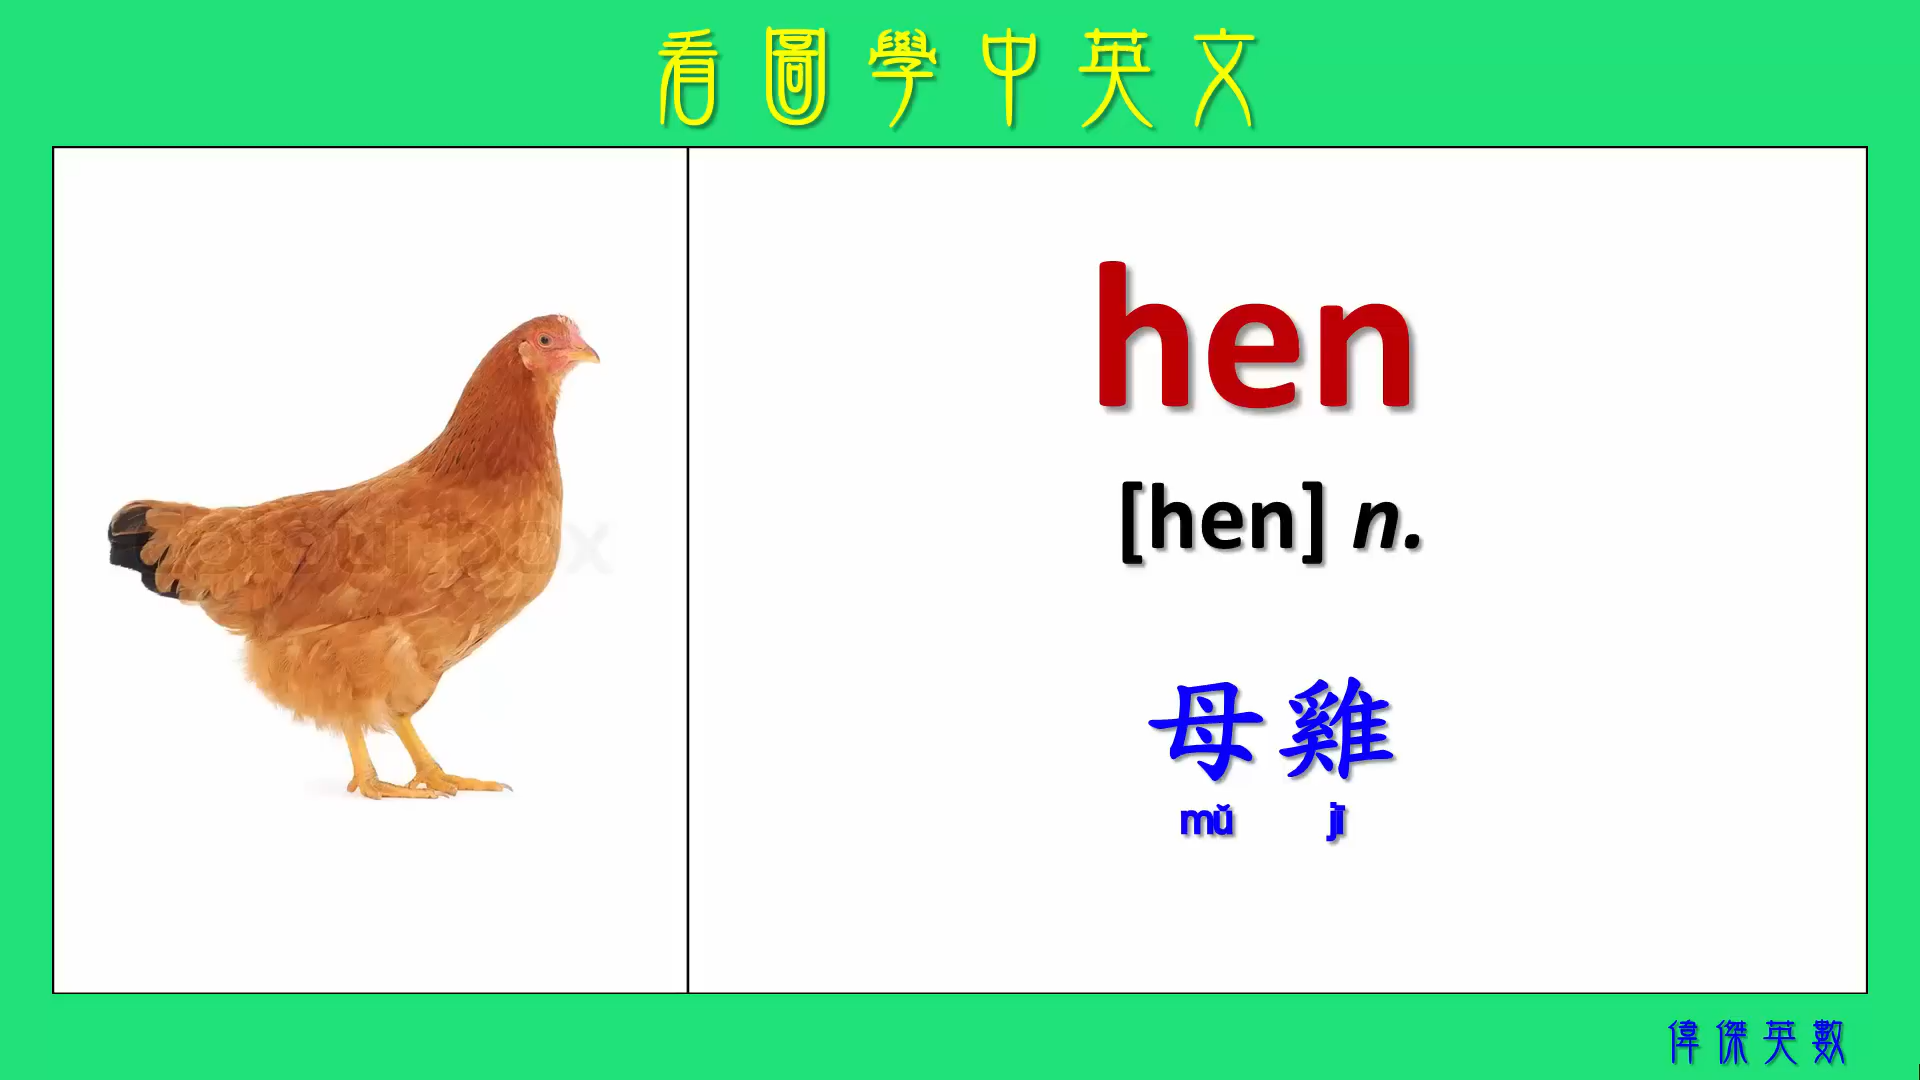 看圖學中英文
hen
[hen] n.
母雞
mǔ jī
偉傑英數